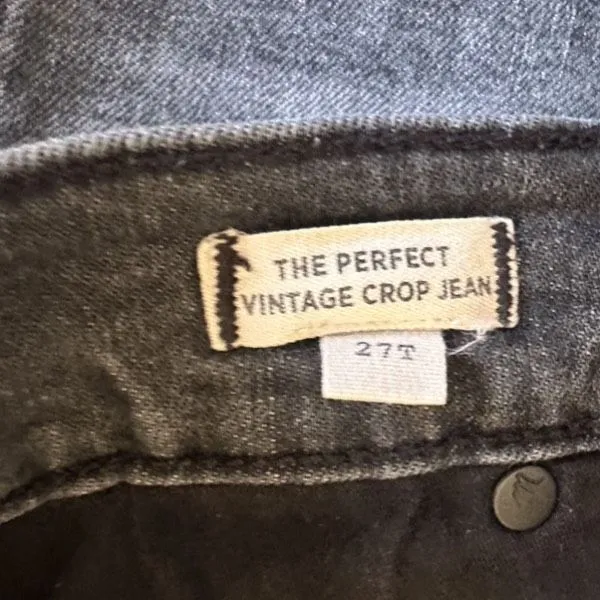 THE PERFECT
VINTAGE CROP JEAN
27T